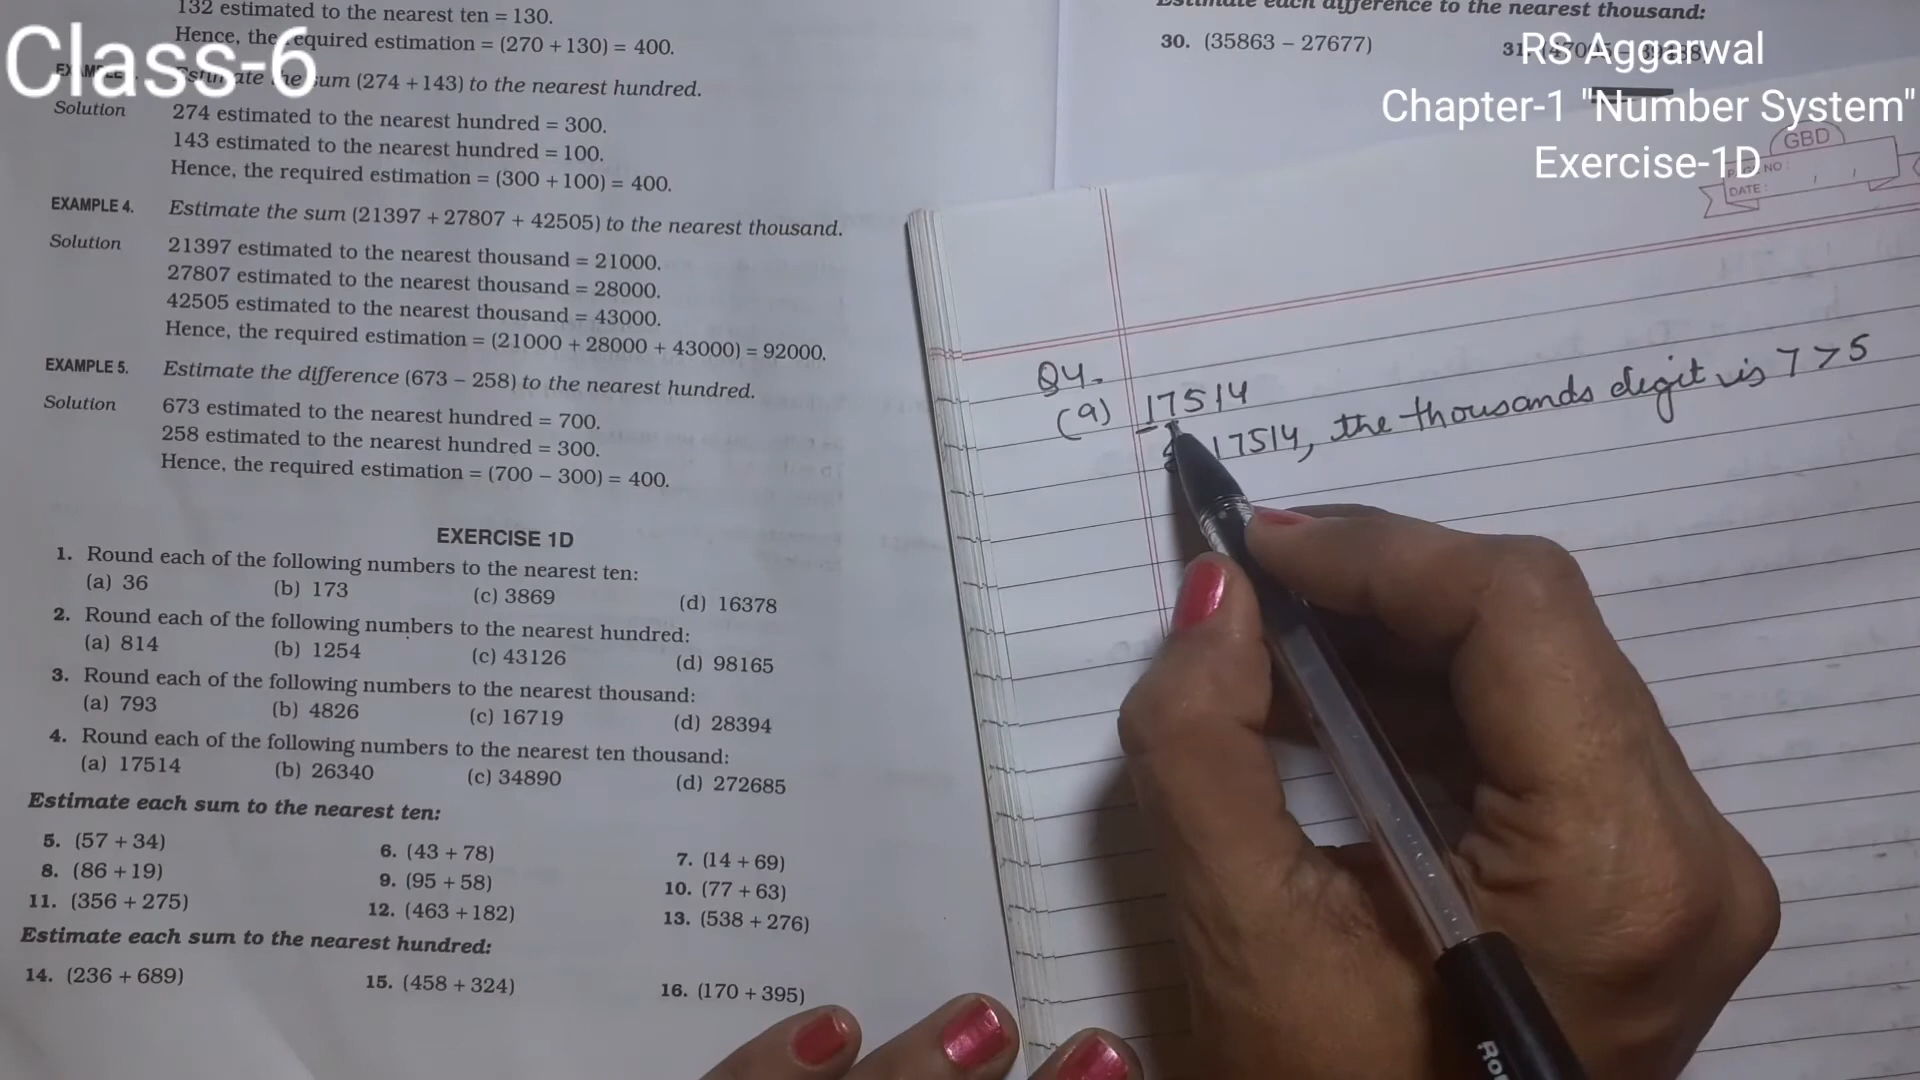 Class-6
RS Aggarwal
Chapter-1 "Number System"
Exercise-1D
132 estimated to the nearest ten = 130.
Hence, the required estimation = (270 + 130) = 400.
Estimate the sum (274 + 143) to the nearest hundred.
Solution 274 estimated to the nearest hundred = 300.
143 estimated to the nearest hundred = 100.
Hence, the required estimation = (300 + 100) = 400.
EXAMPLE 4. Estimate the sum (21397 + 27807 + 42505) to the nearest thousand.
Solution 21397 estimated to the nearest thousand = 21000.
27807 estimated to the nearest thousand = 28000.
42505 estimated to the nearest thousand = 43000.
Hence, the required estimation = (21000 + 28000 + 43000) = 92000.
EXAMPLE 5. Estimate the difference (673 – 258) to the nearest hundred.
Solution 673 estimated to the nearest hundred = 700.
258 estimated to the nearest hundred = 300.
Hence, the required estimation = (700 – 300) = 400.
EXERCISE 1D
1. Round each of the following numbers to the nearest ten:
(a) 36 (b) 173 (c) 3869 (d) 16378
2. Round each of the following numbers to the nearest hundred:
(a) 814 (b) 1254 (c) 43126 (d) 98165
3. Round each of the following numbers to the nearest thousand:
(a) 793 (b) 4826 (c) 16719 (d) 28394
4. Round each of the following numbers to the nearest ten thousand:
(a) 17514 (b) 26340 (c) 34890 (d) 272685
Estimate each sum to the nearest ten:
5. (57 + 34) 6. (43 + 78) 7. (14 + 69)
8. (86 + 19) 9. (95 + 58) 10. (77 + 63)
11. (356 + 275) 12. (463 + 182) 13. (538 + 276)
Estimate each sum to the nearest hundred:
14. (236 + 689) 15. (458 + 324) 16. (170 + 395)
Estimate each difference to the nearest thousand:
30. (35863 – 27677) 31.
GBD
DATE :
Q4.
(a) 17514
17514, the thousands digit is 7 > 5